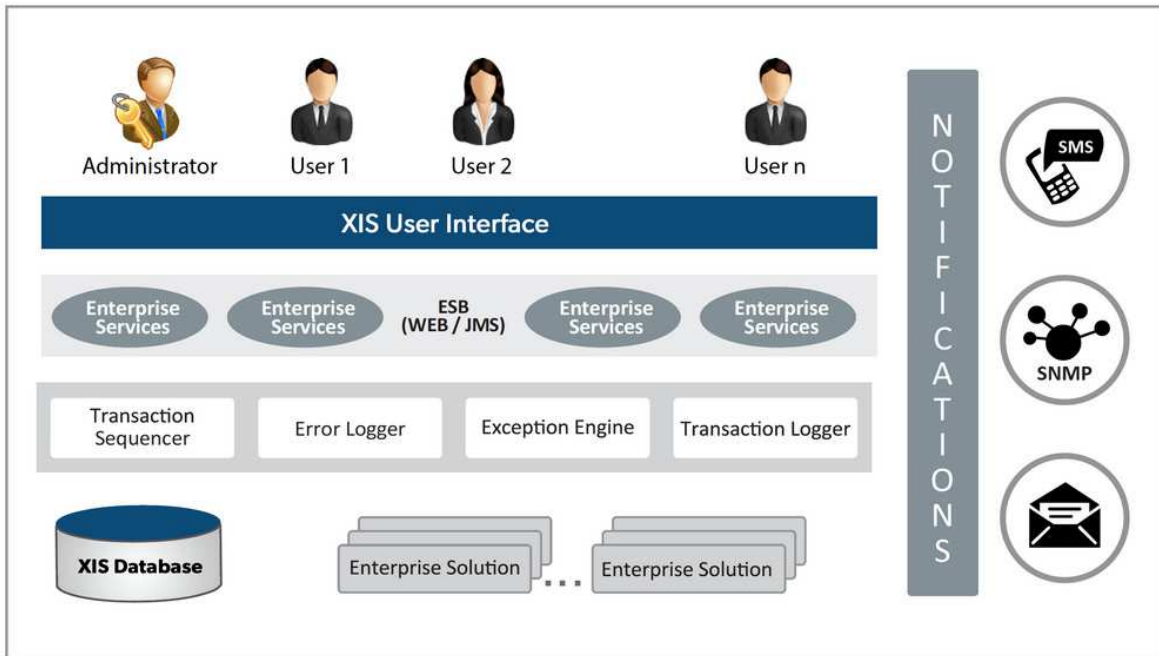 Administrator
User 1
User 2
User n
XIS User Interface
Enterprise
Services
Enterprise
Services
ESB
(WEB / JMS)
Enterprise
Services
Enterprise
Services
Transaction
Sequencer
Error Logger
Exception Engine
Transaction Logger
XIS Database
Enterprise Solution
...
Enterprise Solution
NOTIFICATIONS
SMS
SNMP